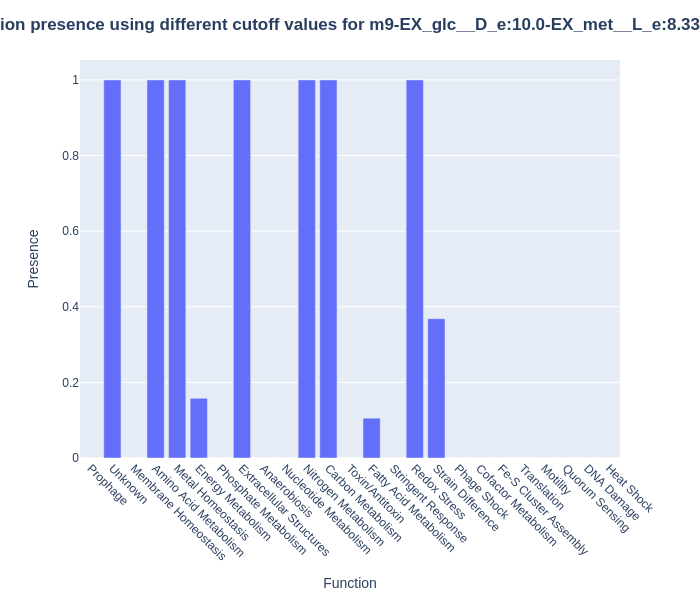 ion presence using different cutoff values for m9-EX_glc__D_e:10.0-EX_met__L_e:8.33
1
0.8
0.6
0.4
0.2
0
Presence
Prophage
Unknown
Membrane Homeostasis
Amino Acid Metabolism
Metal Homeostasis
Energy Metabolism
Phosphate Metabolism
Extracellular Structures
Anaerobiosis
Nucleotide Metabolism
Nitrogen Metabolism
Carbon Metabolism
Toxin/Antitoxin
Fatty Acid Metabolism
Stringent Response
Redox Stress
Strain Difference
Phage Shock
Cofactor Metabolism
Fe-S Cluster Assembly
Translation
Motility
Quorum Sensing
DNA Damage
Heat Shock
Function